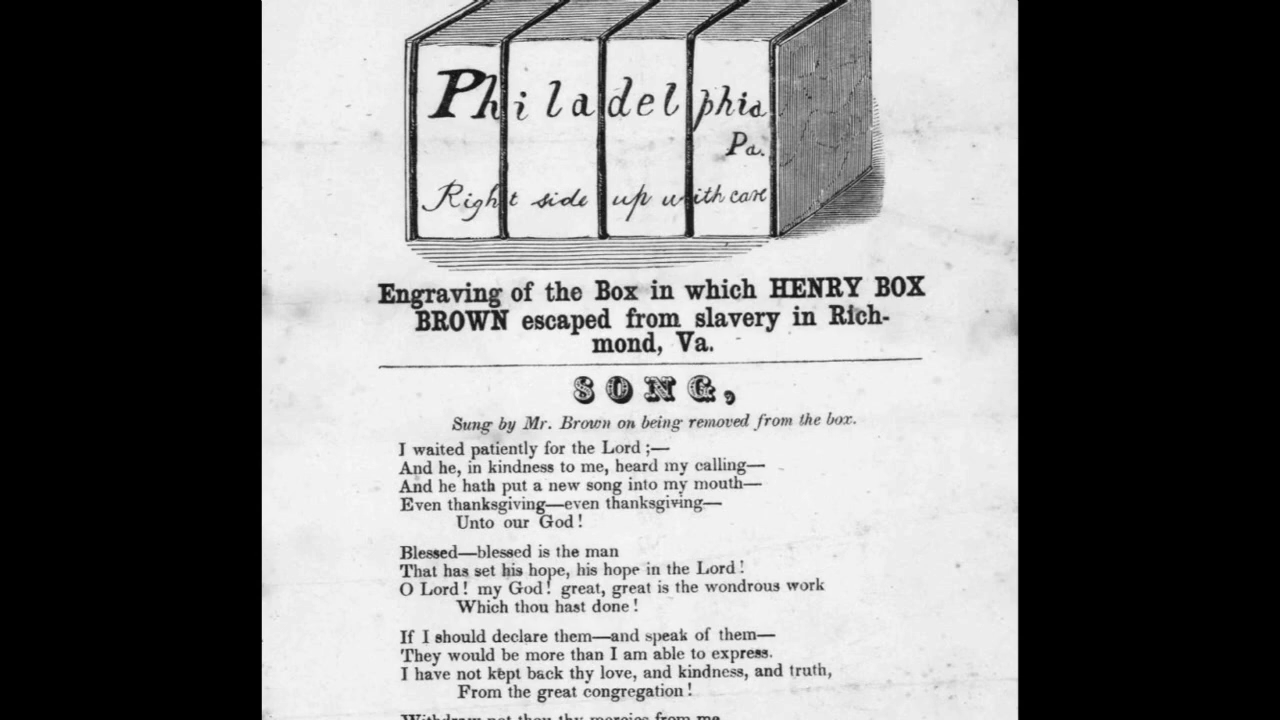 Philadelphia
Pa.
Right side up with care
Engraving of the Box in which HENRY BOX
BROWN escaped from slavery in Rich-
mond, Va.
SONG,
Sung by Mr. Brown on being removed from the box.
I waited patiently for the Lord ;—
And he, in kindness to me, heard my calling—
And he hath put a new song into my mouth—
Even thanksgiving—even thanksgiving—
Unto our God !
Blessed—blessed is the man
That has set his hope, his hope in the Lord !
O Lord ! my God ! great, great is the wondrous work
Which thou hast done !
If I should declare them—and speak of them—
They would be more than I am able to express.
I have not kept back thy love, and kindness, and truth,
From the great congregation !
Withdraw not thou thy mercies from me